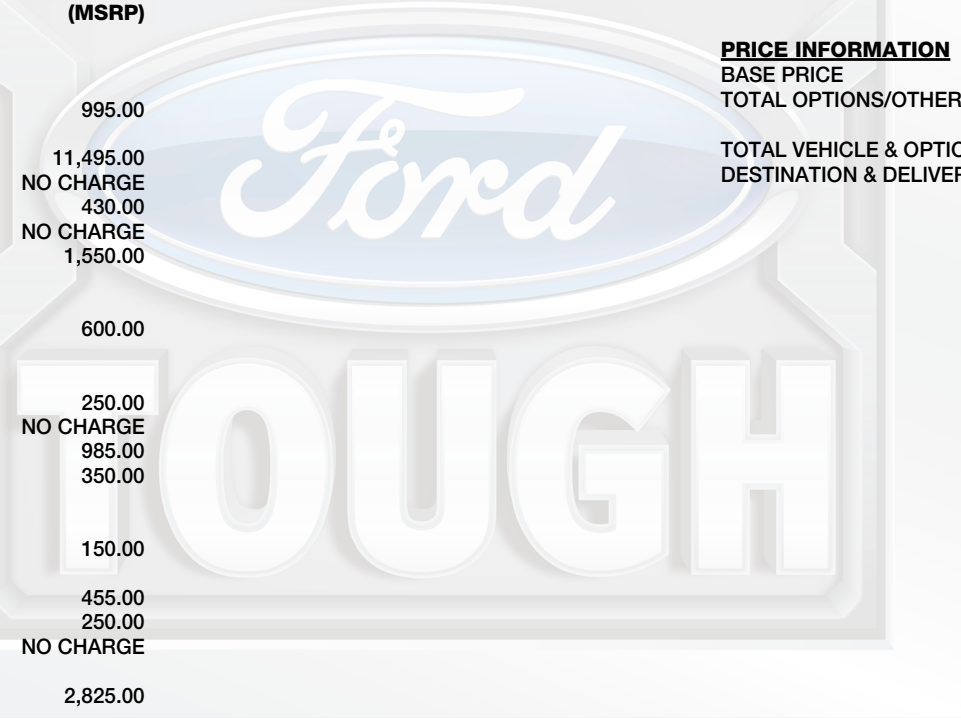 (MSRP)
995.00
11,495.00
NO CHARGE
430.00
NO CHARGE
1,550.00
600.00
250.00
NO CHARGE
985.00
350.00
150.00
455.00
250.00
NO CHARGE
2,825.00
PRICE INFORMATION
BASE PRICE
TOTAL OPTIONS/OTHER
TOTAL VEHICLE & OPTIO
DESTINATION & DELIVER
Ford
TOUGH